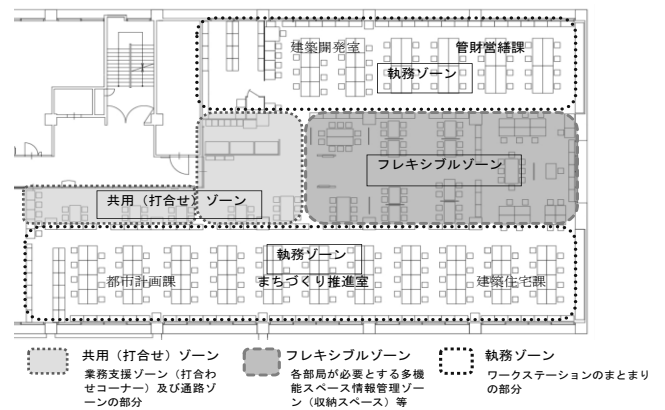 建築開発室 管財営繕課
執務ゾーン
フレキシブルゾーン
共用（打合せ）ゾーン
執務ゾーン
都市計画課 まちづくり推進室 建築住宅課
共用（打合せ）ゾーン
業務支援ゾーン（打合わ
せコーナー）及び通路ゾ
ーンの部分
フレキシブルゾーン
各部局が必要とする多機
能スペース情報管理ゾー
ン（収納スペース）等
執務ゾーン
ワークステーションのまとまり
の部分